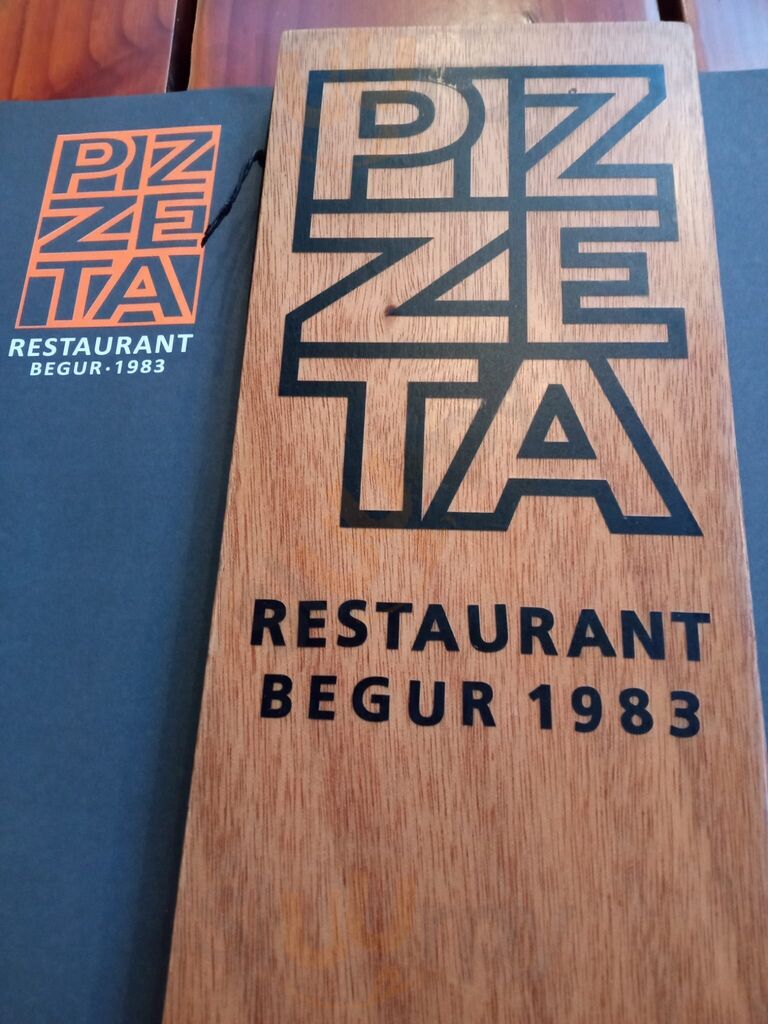 PIZ
ZE
TA
RESTAURANT
BEGUR·1983
PIZ
ZE
TA
RESTAURANT
BEGUR 1983